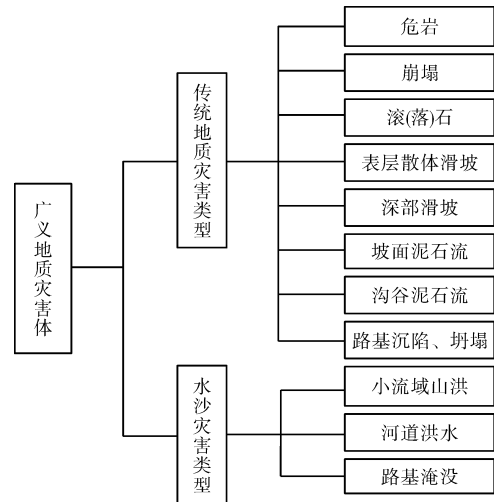 广义地质灾害体
传统地质灾害类型
危岩
崩塌
滚(落)石
表层散体滑坡
深部滑坡
坡面泥石流
沟谷泥石流
路基沉陷、坍塌
水沙灾害类型
小流域山洪
河道洪水
路基淹没